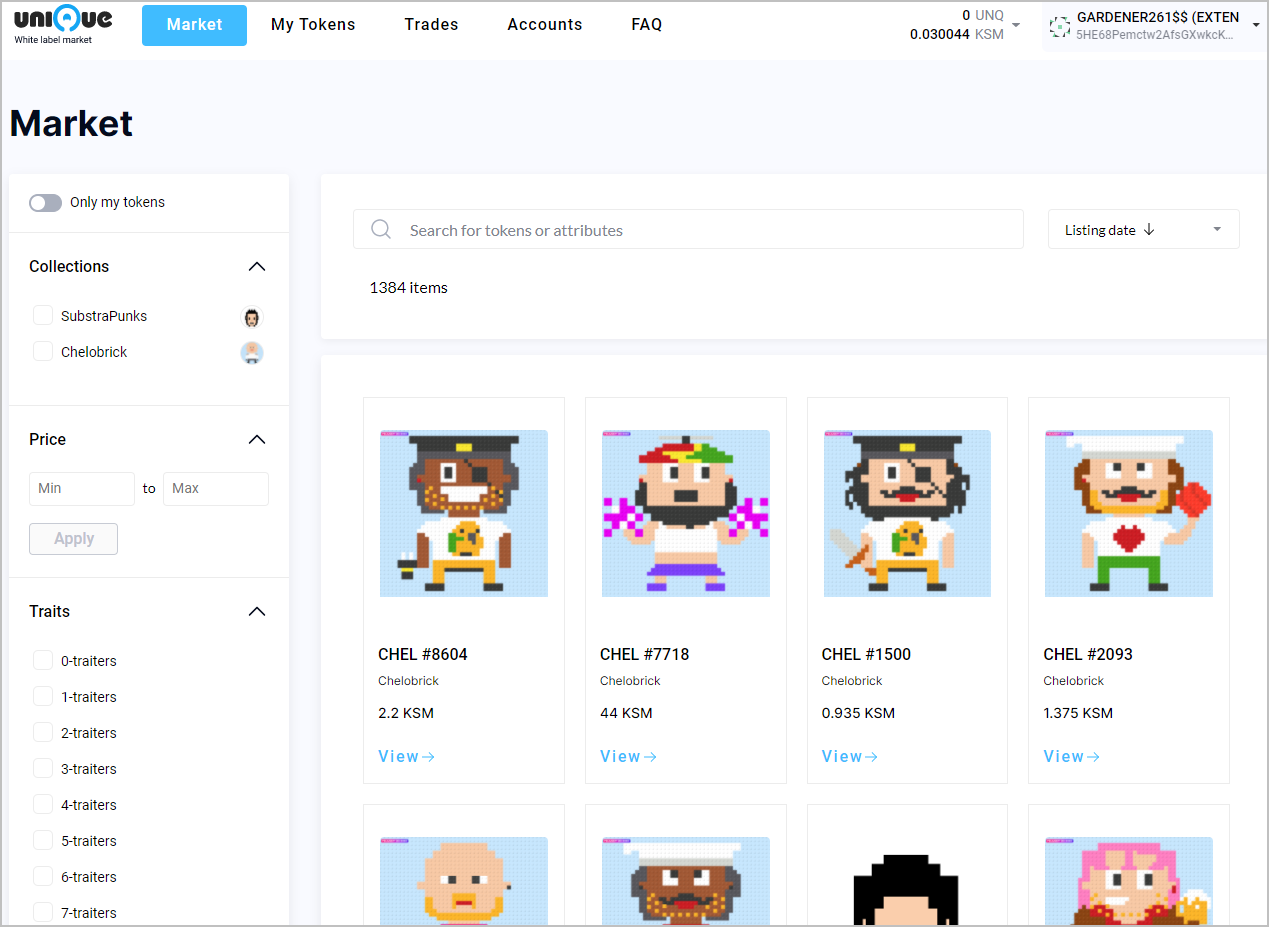 unique
White label market
Market
My Tokens
Trades
Accounts
FAQ
0 UNQ
0.030044 KSM
GARDENER261$$ (EXTEN
5HE68Pemctw2AfsGXwkcK...
Market
Only my tokens
Collections
SubstraPunks
Chelobrick
Price
Min
to
Max
Apply
Traits
0-traiters
1-traiters
2-traiters
3-traiters
4-traiters
5-traiters
6-traiters
7-traiters
Search for tokens or attributes
Listing date ↓
1384 items
CHEL #8604
Chelobrick
2.2 KSM
View→
CHEL #7718
Chelobrick
44 KSM
View→
CHEL #1500
Chelobrick
0.935 KSM
View→
CHEL #2093
Chelobrick
1.375 KSM
View→